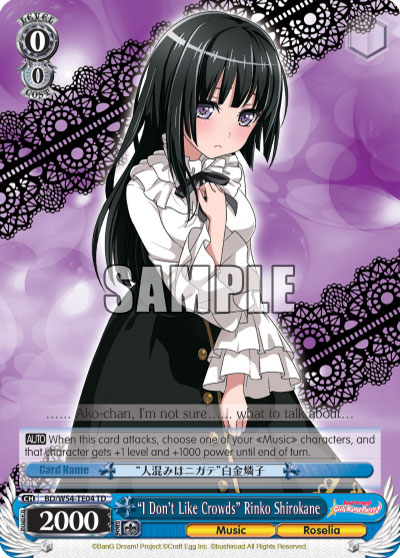 LEVEL
0
0
COST
SAMPLE
...... Ako-chan, I'm not sure...... what to talk about...
AUTO When this card attacks, choose one of your «Music» characters, and
that character gets +1 level and +1000 power until end of turn.
Card Name
“人混みはニガテ”白金燐子
CH
BD/W54-TE04 TD
“I Don't Like Crowds” Rinko Shirokane
POWER
2000
SOUL
Music
Roselia
©BanG Dream! Project ©Craft Egg Inc. ©bushiroad All Rights Reserved.